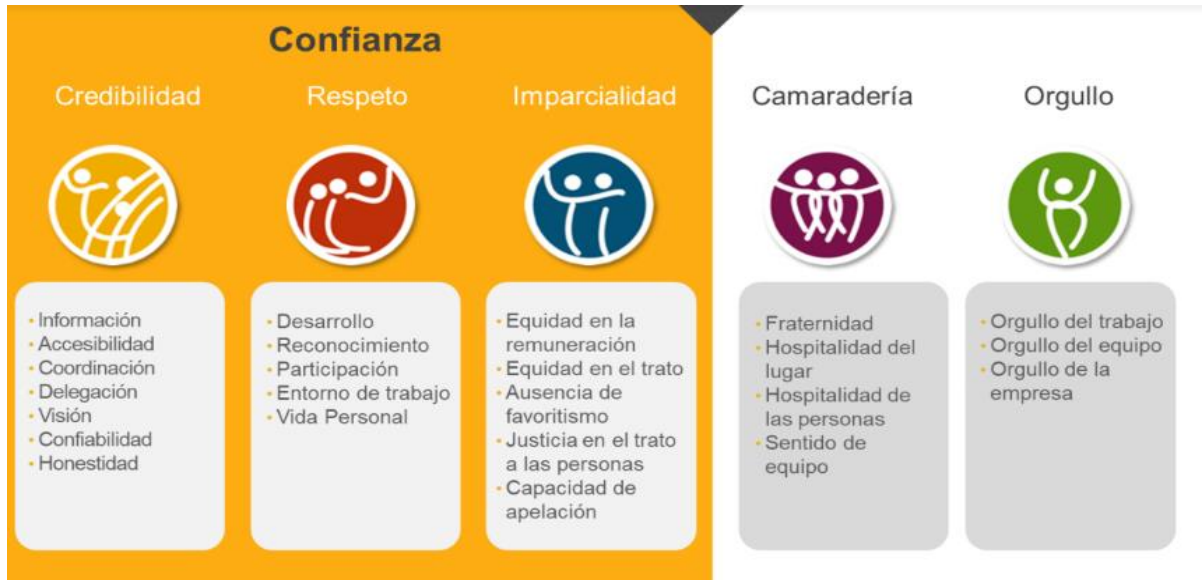 Confianza
Credibilidad
Respeto
Imparcialidad
Camaradería
Orgullo
• Información
• Accesibilidad
• Coordinación
• Delegación
• Visión
• Confiabilidad
• Honestidad
• Desarrollo
• Reconocimiento
• Participación
• Entorno de trabajo
• Vida Personal
• Equidad en la
remuneración
• Equidad en el trato
• Ausencia de
favoritismo
• Justicia en el trato
a las personas
• Capacidad de
apelación
• Fraternidad
• Hospitalidad del
lugar
• Hospitalidad de
las personas
• Sentido de
equipo
• Orgullo del trabajo
• Orgullo del equipo
• Orgullo de la
empresa